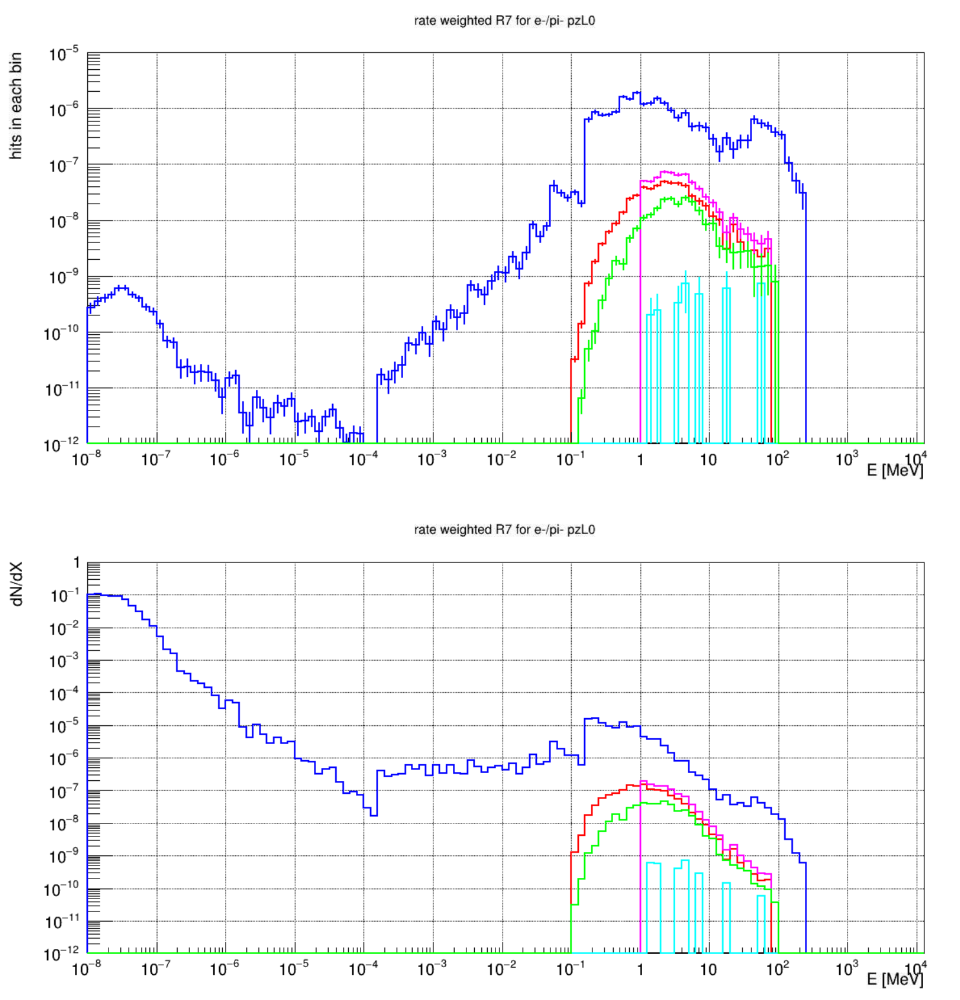 rate weighted R7 for e-/pi- pzL0
hits in each bin
10⁻⁵
10⁻⁶
10⁻⁷
10⁻⁸
10⁻⁹
10⁻¹⁰
10⁻¹¹
10⁻¹²
10⁻⁸ 10⁻⁷ 10⁻⁶ 10⁻⁵ 10⁻⁴ 10⁻³ 10⁻² 10⁻¹ 1 10 10² 10³ 10⁴
E [MeV]
rate weighted R7 for e-/pi- pzL0
dN/dX
1
10⁻¹
10⁻²
10⁻³
10⁻⁴
10⁻⁵
10⁻⁶
10⁻⁷
10⁻⁸
10⁻⁹
10⁻¹⁰
10⁻¹¹
10⁻¹²
10⁻⁸ 10⁻⁷ 10⁻⁶ 10⁻⁵ 10⁻⁴ 10⁻³ 10⁻² 10⁻¹ 1 10 10² 10³ 10⁴
E [MeV]